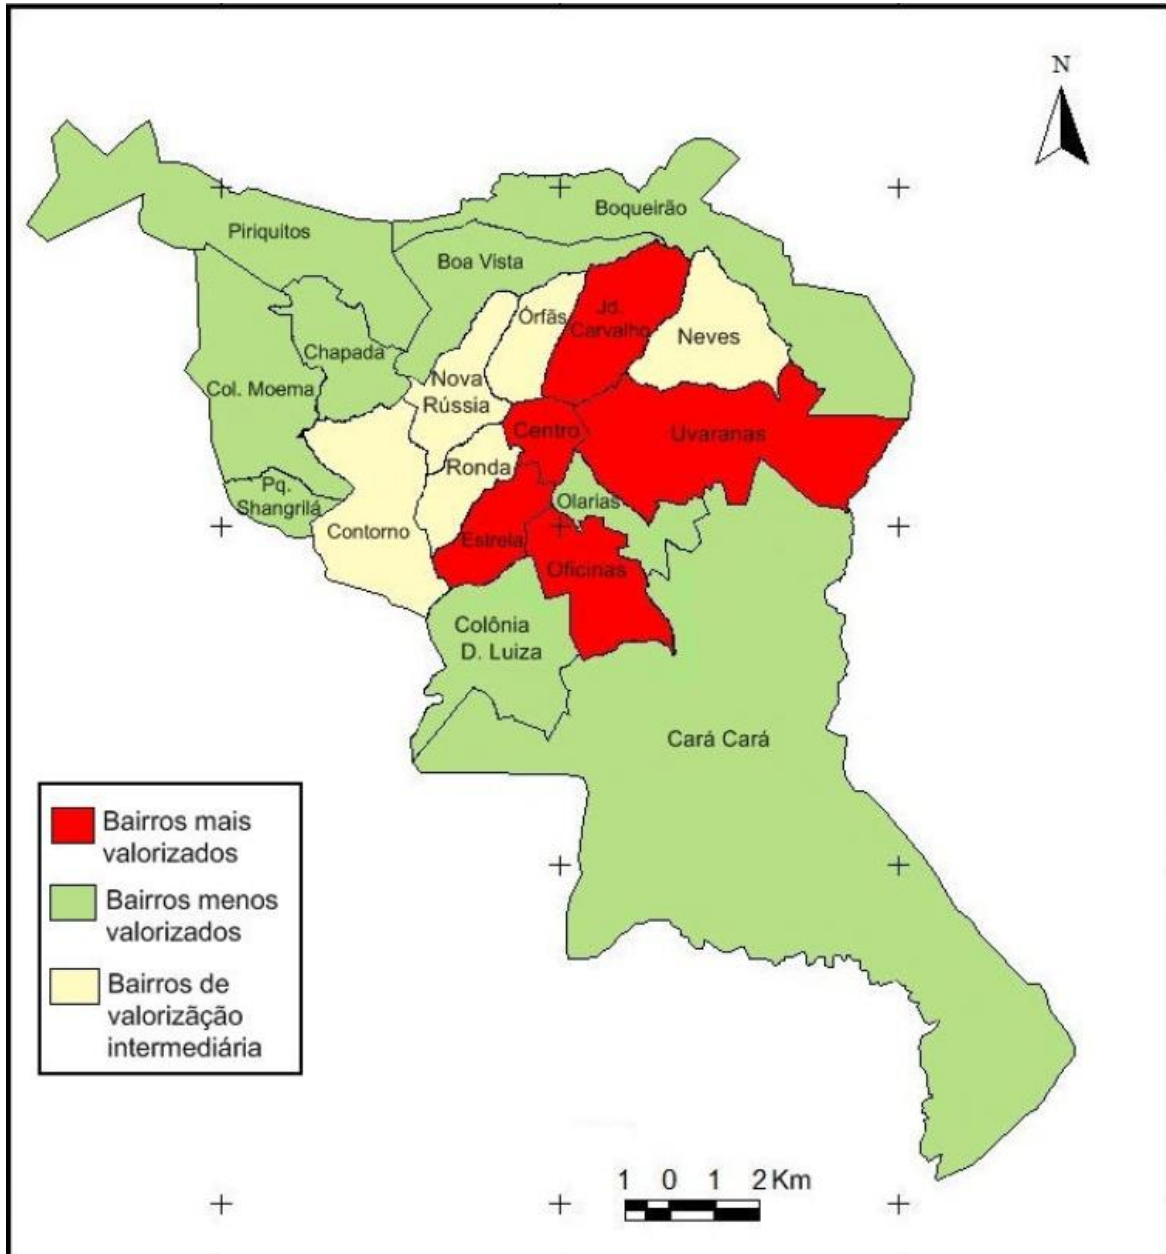 N
Boqueirão
Piriquitos
Boa Vista
Jd.
Carvalho
Órfãs
Neves
Chapada
Nova
Rússia
Col. Moema
Centro
Uvaranas
Ronda
Pq.
Shangrilá
Olarias
Contorno
Estrela
Oficinas
Colônia
D. Luiza
Cará Cará
Bairros mais
valorizados
Bairros menos
valorizados
Bairros de
valorizãção
intermediária
1 0 1 2 Km